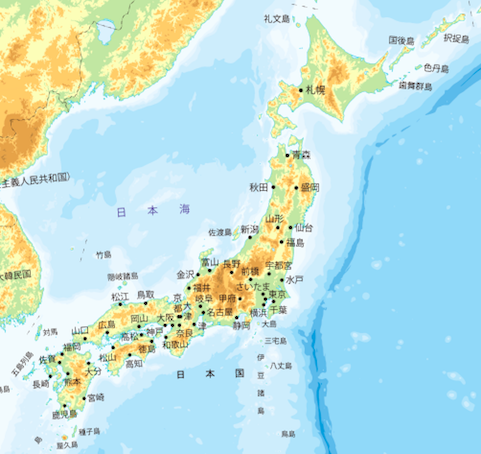 礼文島
国後島
択捉島
色丹島
歯舞群島
札幌
青森
秋田
盛岡
主義人民共和国)
日本海
山形
仙台
佐渡島
新潟
福島
竹島
大韓民国
隠岐諸島
金沢
富山
長野
前橋
宇都宮
水戸
福井
さいたま
東京
松江
鳥取
京都
岐阜
甲府
千葉
横浜
大津
名古屋
静岡
大島
対馬
山口
広島
岡山
神戸
大阪
奈良
津
和歌山
高松
徳島
松山
高知
三宅島
八丈島
伊豆諸島
日本国
五島列島
佐賀
福岡
大分
長崎
熊本
宮崎
鹿児島
種子島
屋久島
鳥島